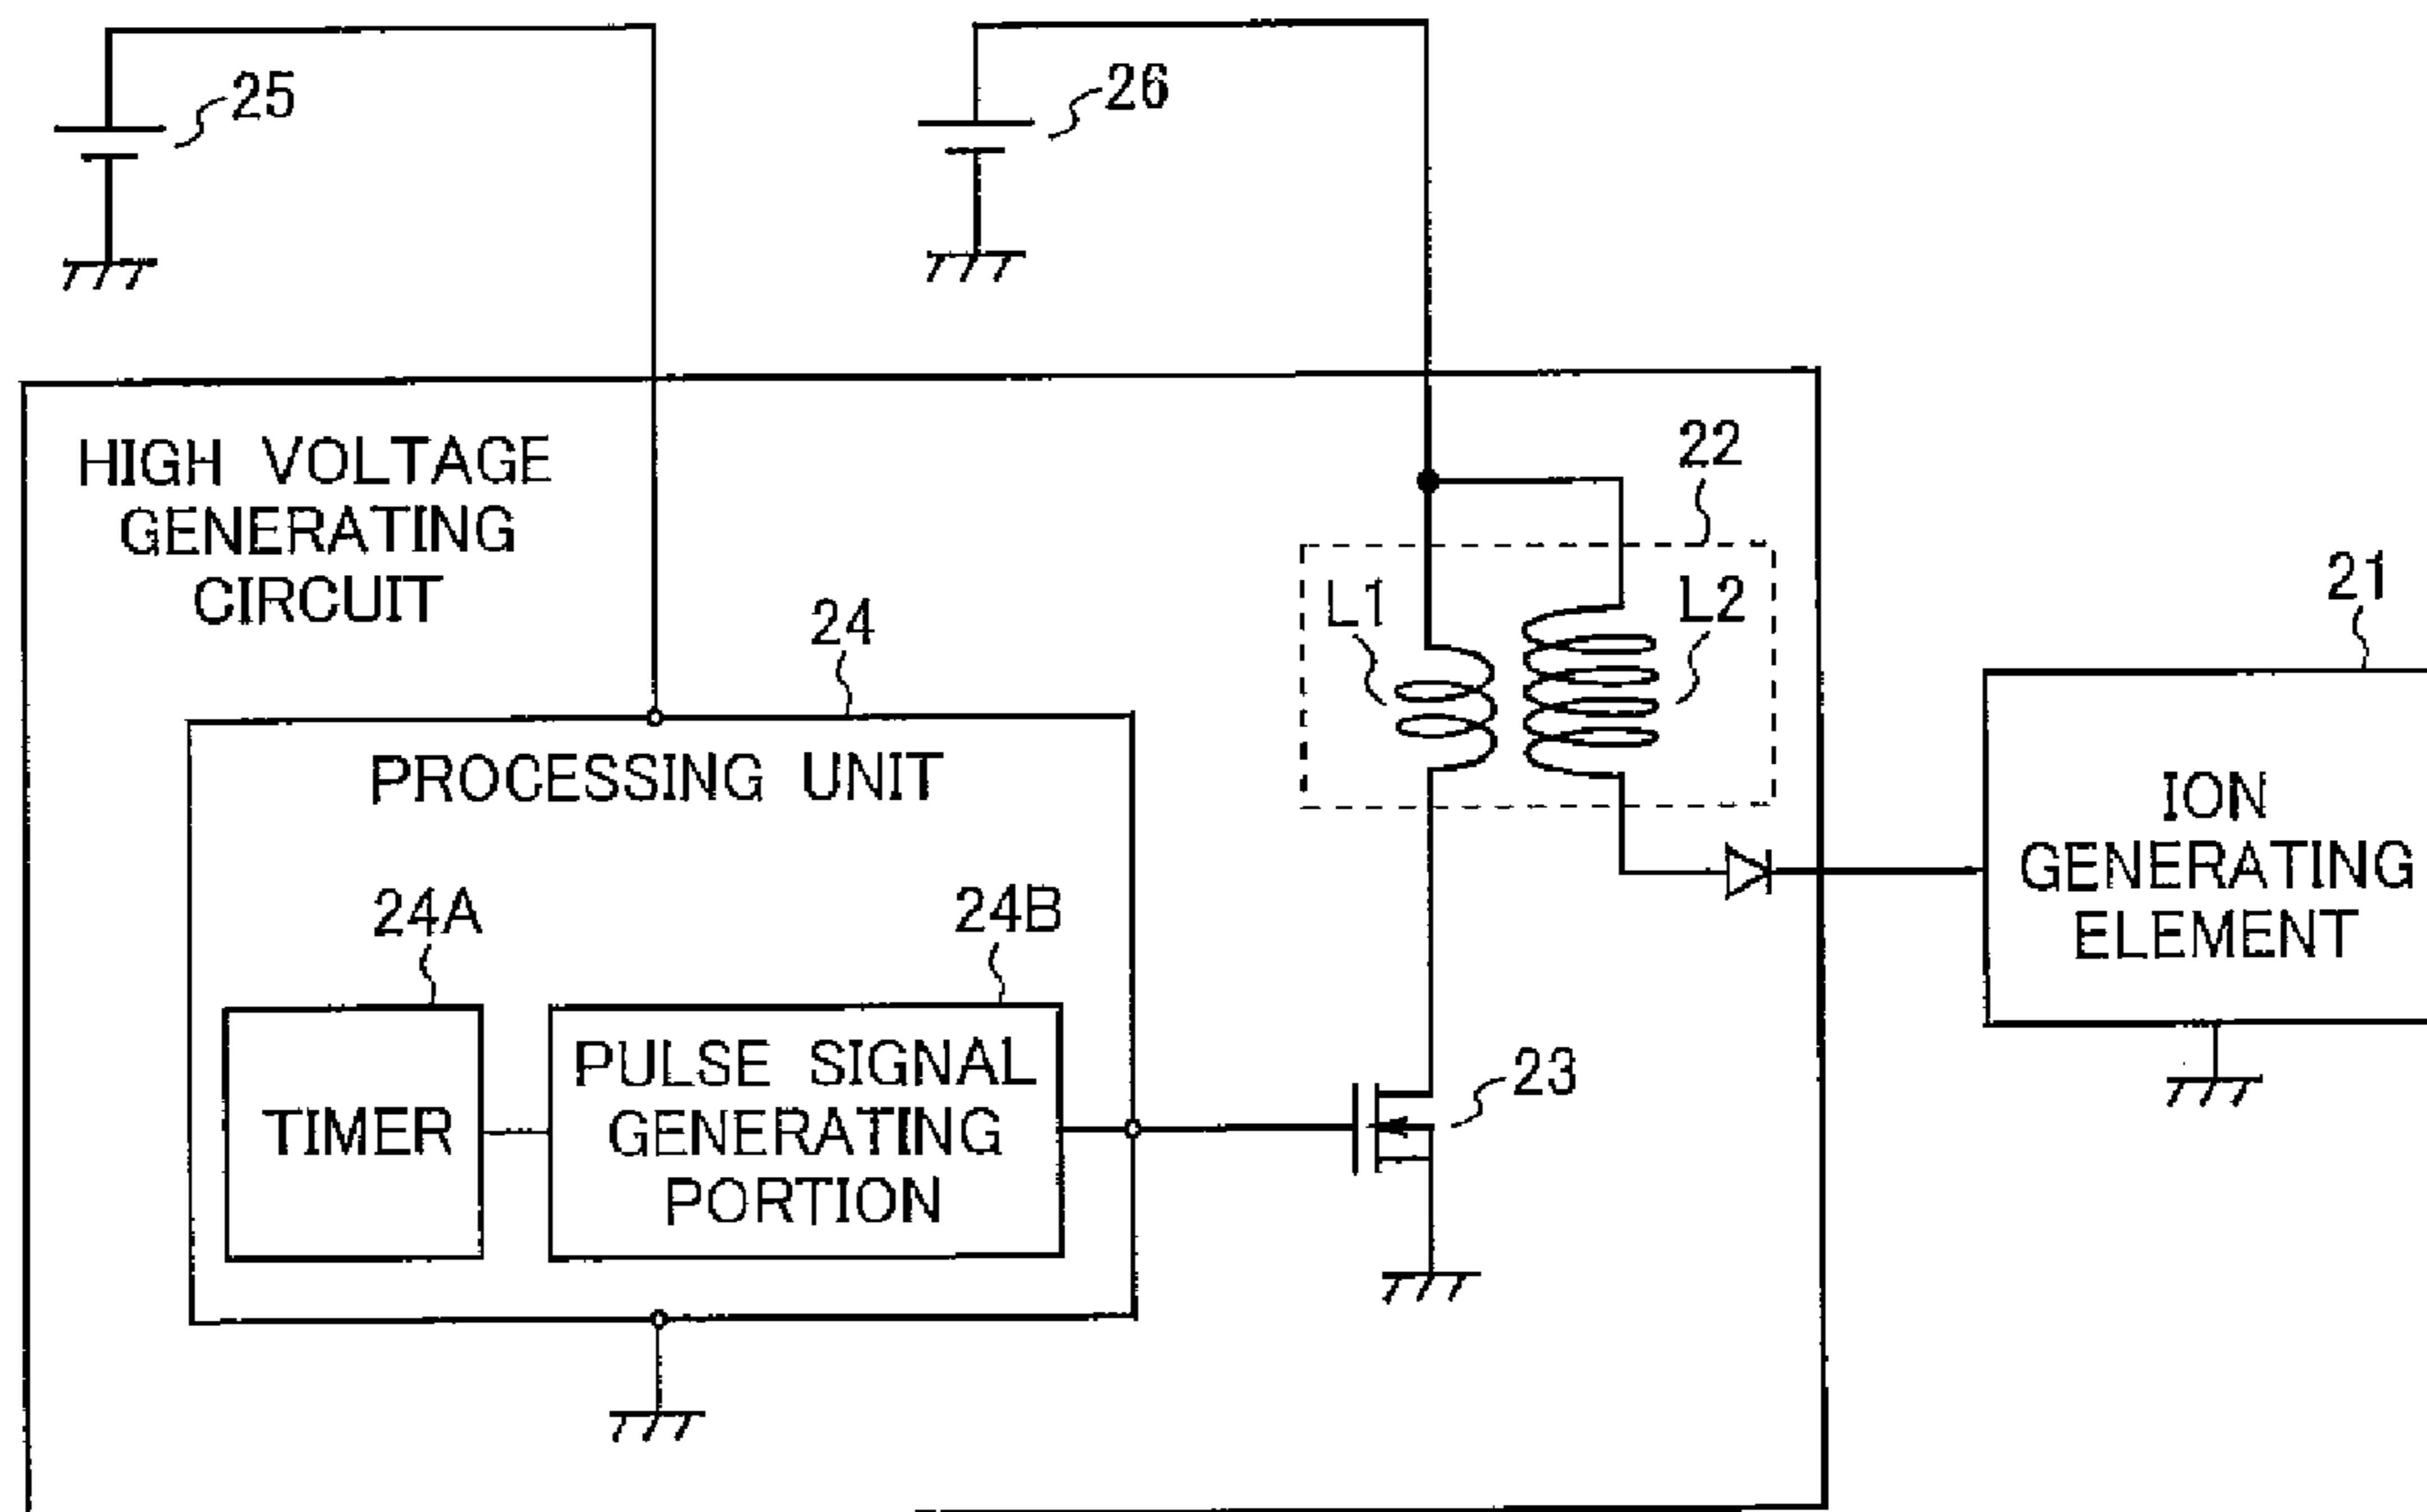 25
26
HIGH VOLTAGE
GENERATING
CIRCUIT
22
L1
L2
21
24
PROCESSING UNIT
ION
GENERATING
ELEMENT
24A
24B
TIMER
PULSE SIGNAL
GENERATING
PORTION
23